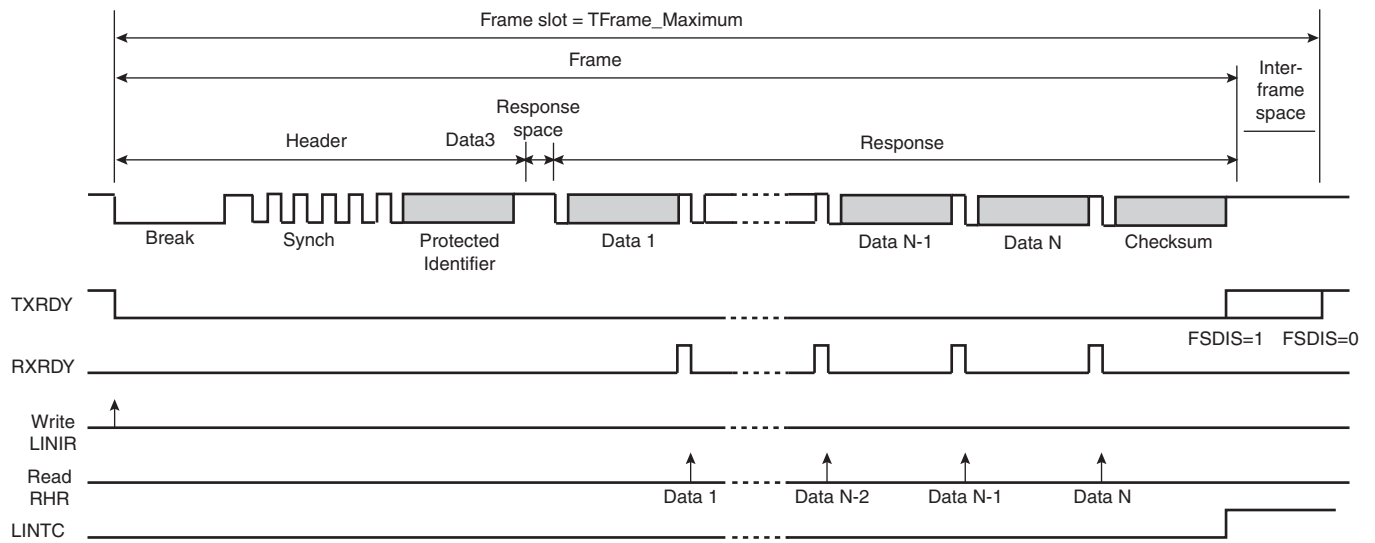 Frame slot = TFrame_Maximum
Frame
Inter-
frame
space
Response
space
Header
Data3
Response
Break
Synch
Protected
Identifier
Data 1
Data N-1
Data N
Checksum
TXRDY
FSDIS=1
FSDIS=0
RXRDY
Write
LINIR
Read
RHR
Data 1
Data N-2
Data N-1
Data N
LINTC